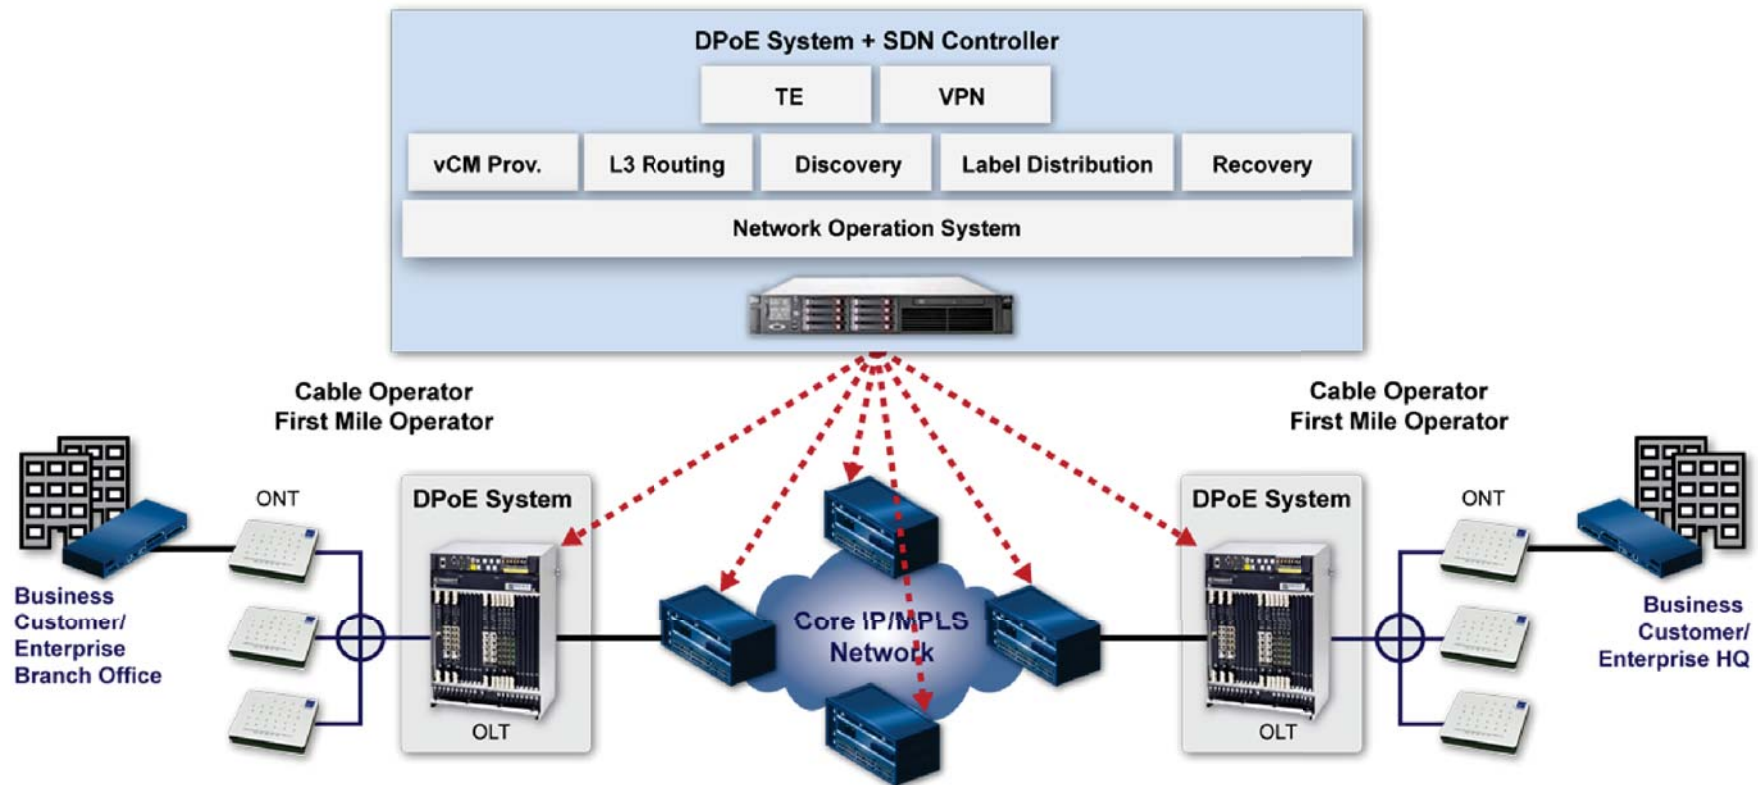 DPoE System + SDN Controller
TE
VPN
vCM Prov.
L3 Routing
Discovery
Label Distribution
Recovery
Network Operation System
Cable Operator
First Mile Operator
Cable Operator
First Mile Operator
ONT
DPoE System
DPoE System
ONT
Business
Customer/
Enterprise
Branch Office
Core IP/MPLS
Network
Business
Customer/
Enterprise HQ
OLT
OLT